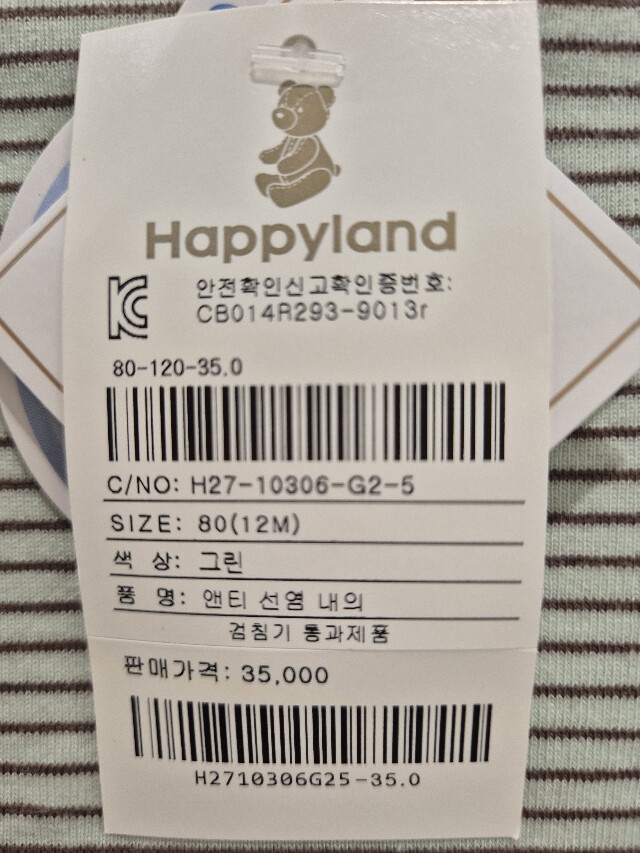 Happyland
안전확인신고확인증번호:
CB014R293-9013r
80-120-35.0
C/NO: H27-10306-G2-5
SIZE: 80(12M)
색 상: 그린
품 명: 앤티 선염 내의
검침기 통과제품
판매가격: 35,000
H2710306G25-35.0